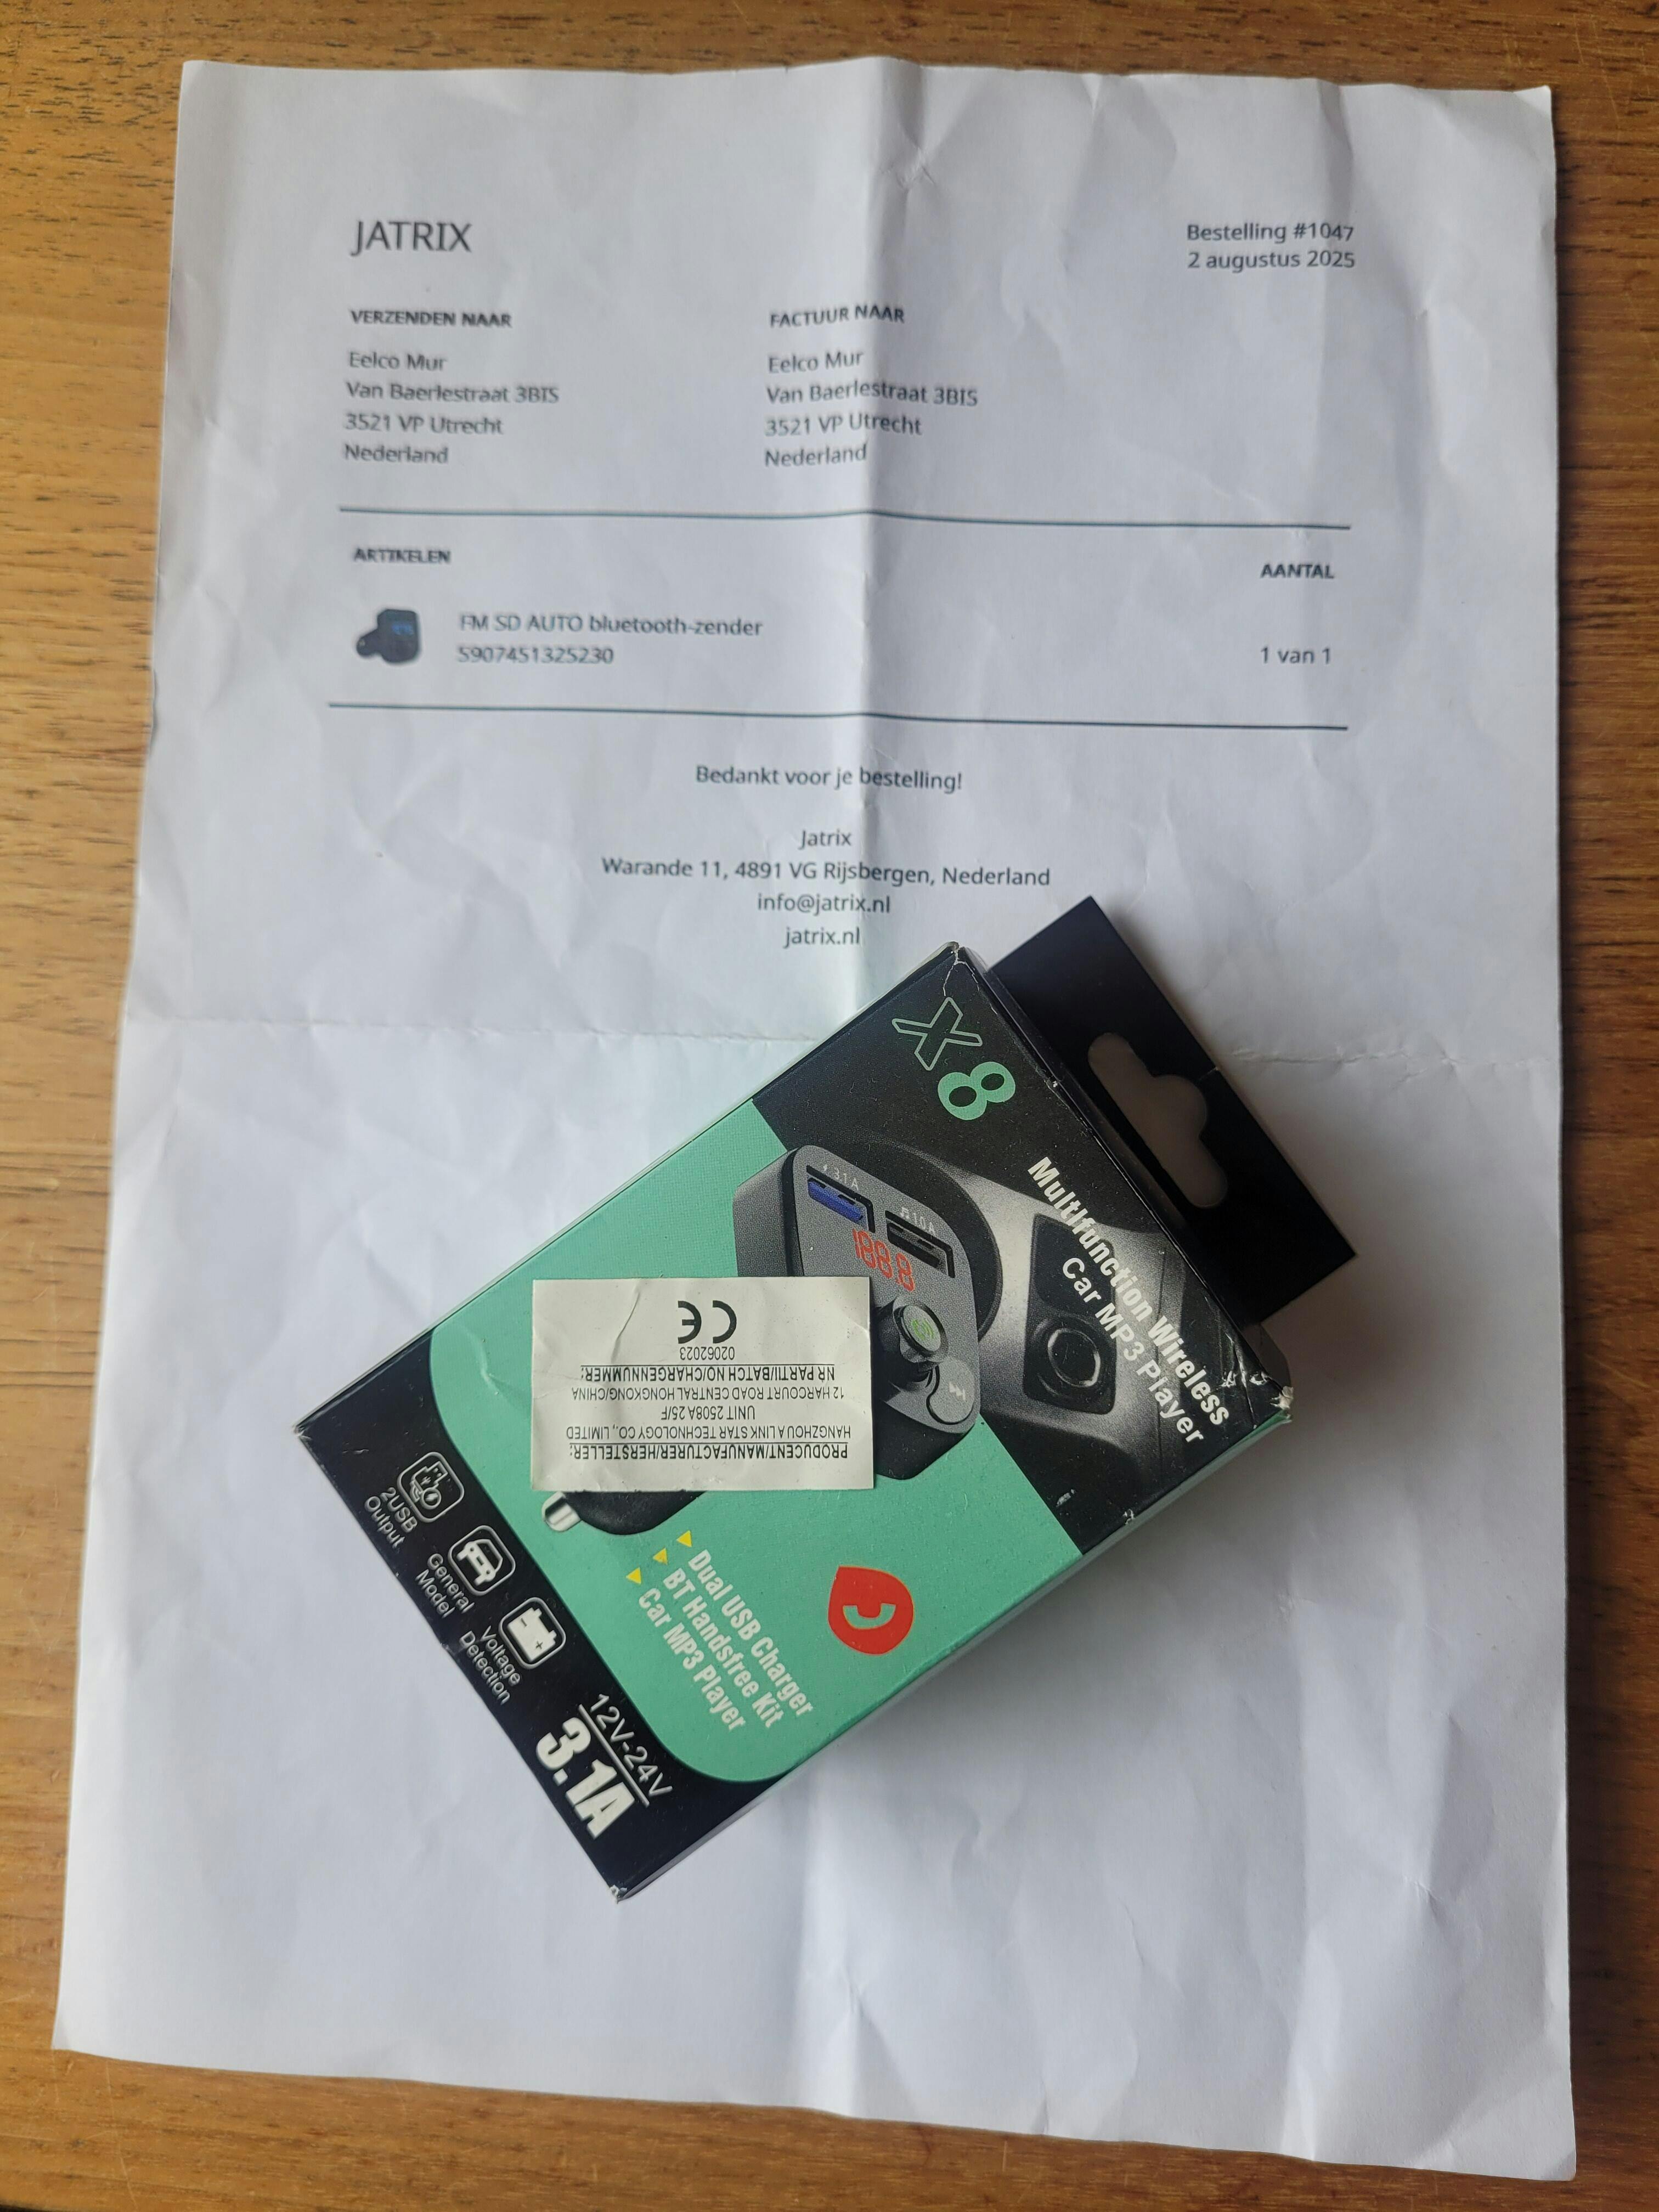 JATRIX
Bestelling #1047
2 augustus 2025
VERZENDEN NAAR
Eelco Mur
Van Baerlestraat 3BIS
3521 VP Utrecht
Nederland
FACTUUR NAAR
Eelco Mur
Van Baerlestraat 3BIS
3521 VP Utrecht
Nederland
ARTIKELEN
AANTAL
FM SD AUTO bluetooth-zender
5907451325230
1 van 1
Bedankt voor je bestelling!
Jatrix
Warande 11, 4891 VG Rijsbergen, Nederland
info@jatrix.nl
jatrix.nl
X8
Multifunction Wireless
Car MP3 Player
3.1A
1.0A
188.8
PRODUCENT/MANUFACTURER/HERSTELLER:
HANGZHOU A LINK STAR TECHNOLOGY CO., LIMITED
UNIT 2508A 25/F
12 HARCOURT ROAD CENTRAL HONGKONG/CHINA
NR PARTII/BATCH NO/CHARGENNUMMER:
02062023
CE
Dual USB Charger
BT Handsfree Kit
Car MP3 Player
2USB
Output
General
Model
Voltage
Detection
12V-24V
3.1A